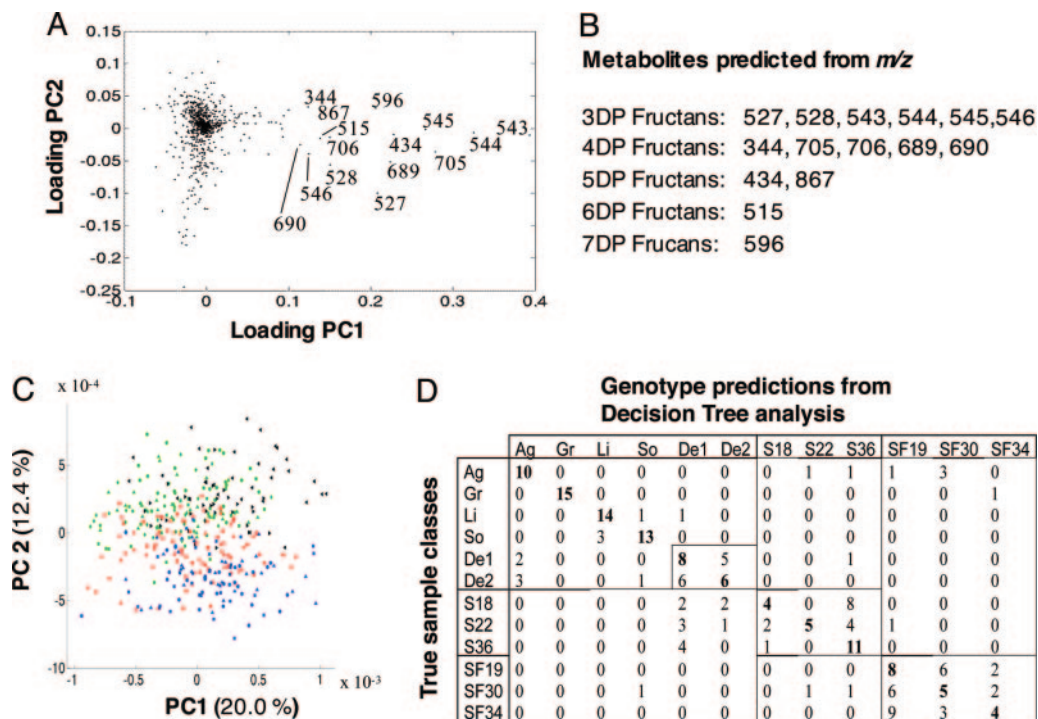 A
0.15
0.1
0.05
0
-0.05
-0.1
-0.15
-0.2
-0.25
Loading PC2
344
596
867
515
545
543
706
434
544
528
689
705
546
527
690
-0.1
0
0.1
0.2
0.3
0.4
Loading PC1
B
Metabolites predicted from m/z
3DP Fructans: 527, 528, 543, 544, 545,546
4DP Fructans: 344, 705, 706, 689, 690
5DP Fructans: 434, 867
6DP Fructans: 515
7DP Frucans: 596
C
x 10-4
5
0
-5
-10
PC 2 (12.4 %)
-1
-0.5
0
0.5
1
x 10-3
PC1 (20.0 %)
D
Genotype predictions from
Decision Tree analysis
True sample classes
Ag Gr Li So De1 De2 S18 S22 S36 SF19 SF30 SF34
Ag 10 0 0 0 0 0 0 1 1 1 3 0
Gr 0 15 0 0 0 0 0 0 0 0 0 1
Li 0 0 14 1 1 0 0 0 0 0 0 0
So 0 0 3 13 0 0 0 0 0 0 0 0
De1 2 0 0 0 8 5 0 0 1 0 0 0
De2 3 0 0 1 6 6 0 0 0 0 0 0
S18 0 0 0 0 2 2 4 0 8 0 0 0
S22 0 0 0 0 3 1 2 5 4 1 0 0
S36 0 0 0 0 4 0 1 0 11 0 0 0
SF19 0 0 0 0 0 0 0 0 0 8 6 2
SF30 0 0 0 1 0 0 0 1 1 6 5 2
SF34 0 0 0 0 0 0 0 0 0 9 3 4